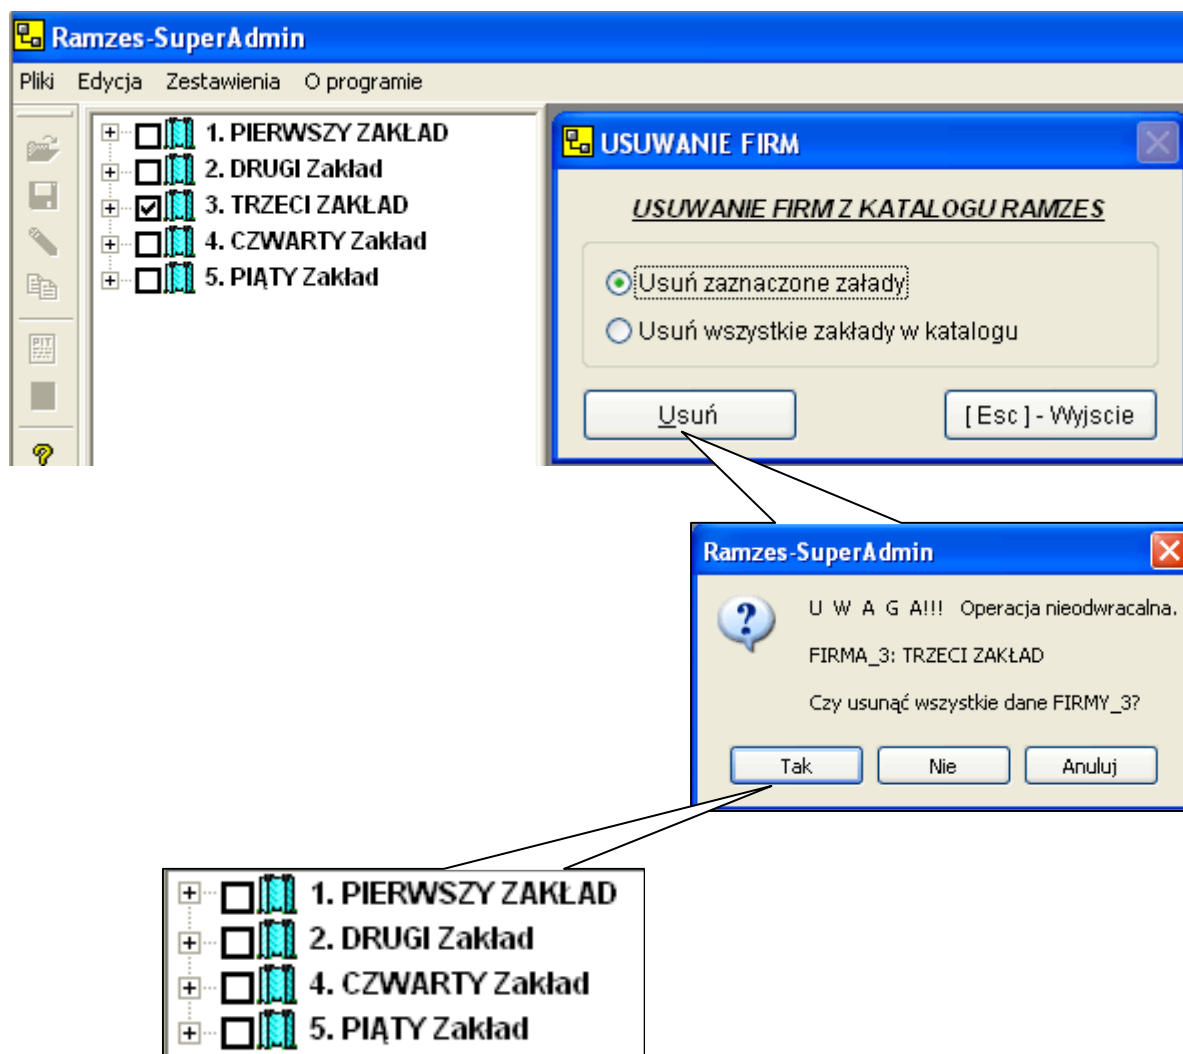 Ramzes-SuperAdmin
Pliki Edycja Zestawienia O programie
1. PIERWSZY ZAKŁAD
2. DRUGI Zakład
3. TRZECI ZAKŁAD
4. CZWARTY Zakład
5. PIĄTY Zakład
PIT
USUWANIE FIRM
USUWANIE FIRM Z KATALOGU RAMZES
Usuń zaznaczone załady
Usuń wszystkie zakłady w katalogu
Usuń
[ Esc ] - Wyjscie
Ramzes-SuperAdmin
U W A G A!!! Operacja nieodwracalna.
FIRMA_3: TRZECI ZAKŁAD
Czy usunąć wszystkie dane FIRMY_3?
Tak
Nie
Anuluj
1. PIERWSZY ZAKŁAD
2. DRUGI Zakład
4. CZWARTY Zakład
5. PIĄTY Zakład